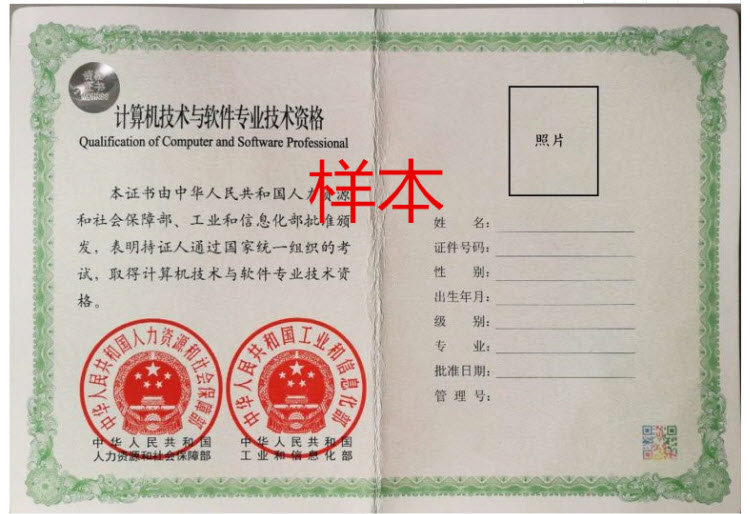 资格
证书
计算机技术与软件专业技术资格
Qualification of Computer and Software Professional
样本
本证书由中华人民共和国人力资源
和社会保障部、工业和信息化部批准颁
发，表明持证人通过国家统一组织的考
试，取得计算机技术与软件专业技术资
格。
中华人民共和国人力资源和社会保障部
中华人民共和国工业和信息化部
中华人民共和国
人力资源和社会保障部
中华人民共和国
工业和信息化部
照片
姓 名：
证件号码：
性 别：
出生年月：
级 别：
专 业：
批准日期：
管 理 号：